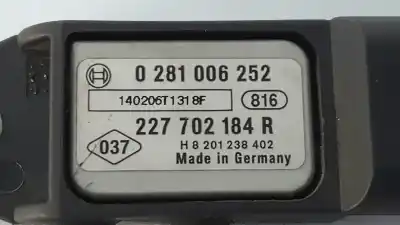 0 281 006 252
140206T1318F
816
227 702 184 R
037
H 8 201 238 402
Made in Germany